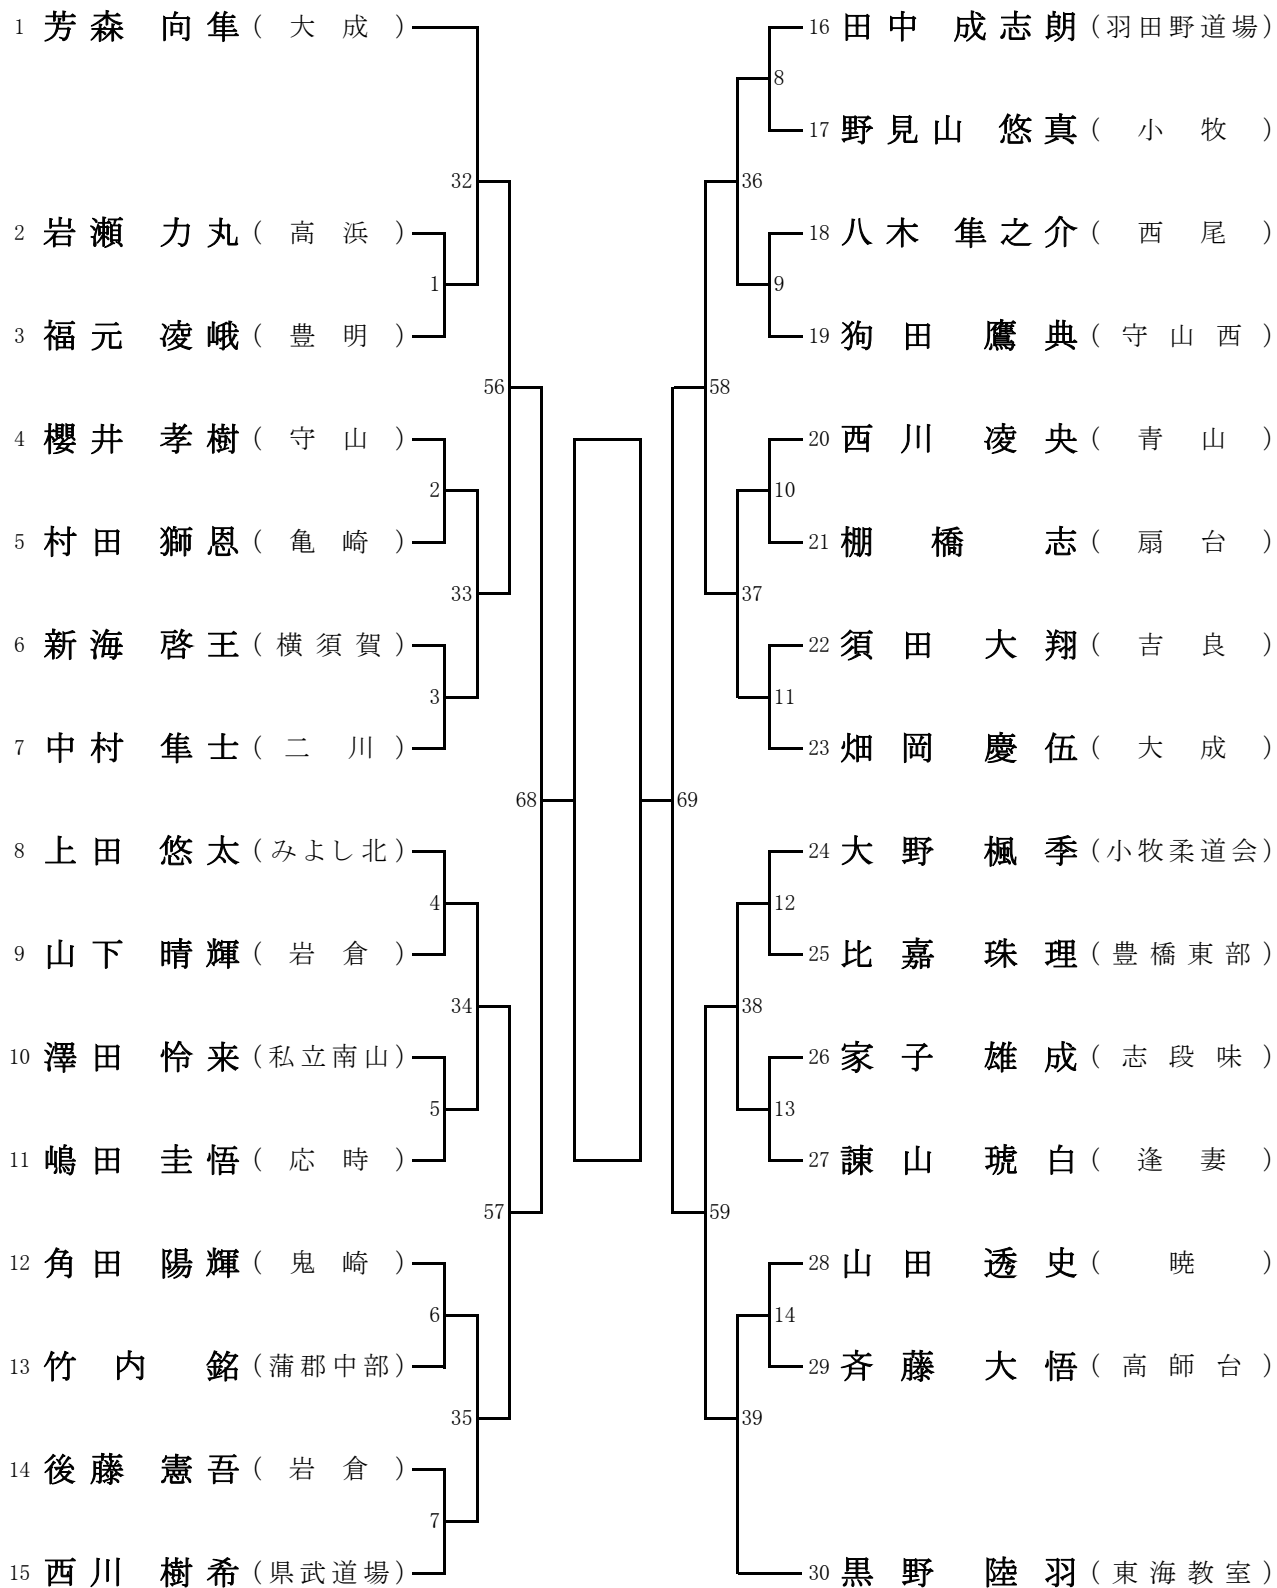 1 芳森 向隼 (大成)
32
2 岩瀬 力丸 (高浜)
1
3 福元 凌峨 (豊明)
56
4 櫻井 孝樹 (守山)
2
5 村田 獅恩 (亀崎)
33
6 新海 啓王 (横須賀)
3
7 中村 隼士 (二川)
68
8 上田 悠太 (みよし北)
4
9 山下 晴輝 (岩倉)
34
10 澤田 怜来 (私立南山)
5
11 嶋田 圭悟 (応時)
57
12 角田 陽輝 (鬼崎)
6
13 竹内 銘 (蒲郡中部)
35
14 後藤 憲吾 (岩倉)
7
15 西川 樹希 (県武道場)
16 田中 成志朗 (羽田野道場)
8
17 野見山 悠真 (小牧)
36
18 八木 隼之介 (西尾)
9
19 狗田 鷹典 (守山西)
58
20 西川 凌央 (青山)
10
21 棚橋 志 (扇台)
37
22 須田 大翔 (吉良)
11
23 畑岡 慶伍 (大成)
69
24 大野 楓季 (小牧柔道会)
12
25 比嘉 珠理 (豊橋東部)
38
26 家子 雄成 (志段味)
13
27 諫山 琥白 (逢妻)
59
28 山田 透史 (暁)
14
29 斉藤 大悟 (高師台)
39
30 黒野 陸羽 (東海教室)